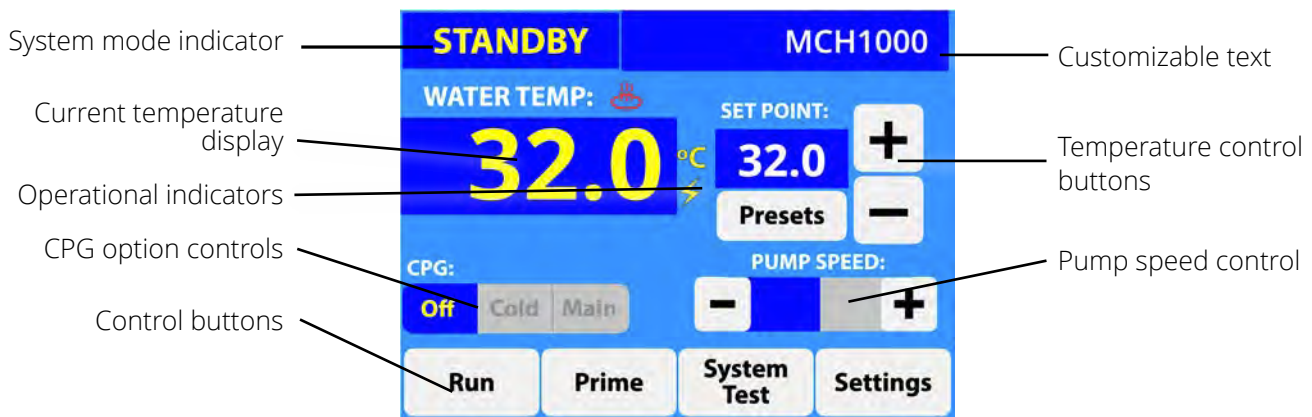 System mode indicator
STANDBY
MCH1000
Customizable text
WATER TEMP:
SET POINT:
Current temperature
display
32.0
°C
32.0
+
Temperature control
buttons
Operational indicators
Presets
−
CPG option controls
CPG:
PUMP SPEED:
Pump speed control
Off Cold Main
− +
Control buttons
Run
Prime
System
Test
Settings